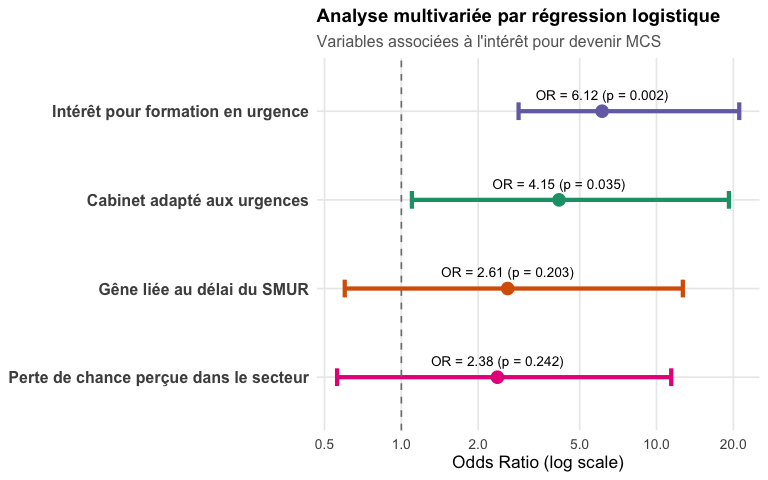 Analyse multivariée par régression logistique
Variables associées à l'intérêt pour devenir MCS
OR = 6.12 (p = 0.002)
Intérêt pour formation en urgence
OR = 4.15 (p = 0.035)
Cabinet adapté aux urgences
OR = 2.61 (p = 0.203)
Gêne liée au délai du SMUR
OR = 2.38 (p = 0.242)
Perte de chance perçue dans le secteur
0.5 1.0 2.0 5.0 10.0 20.0
Odds Ratio (log scale)